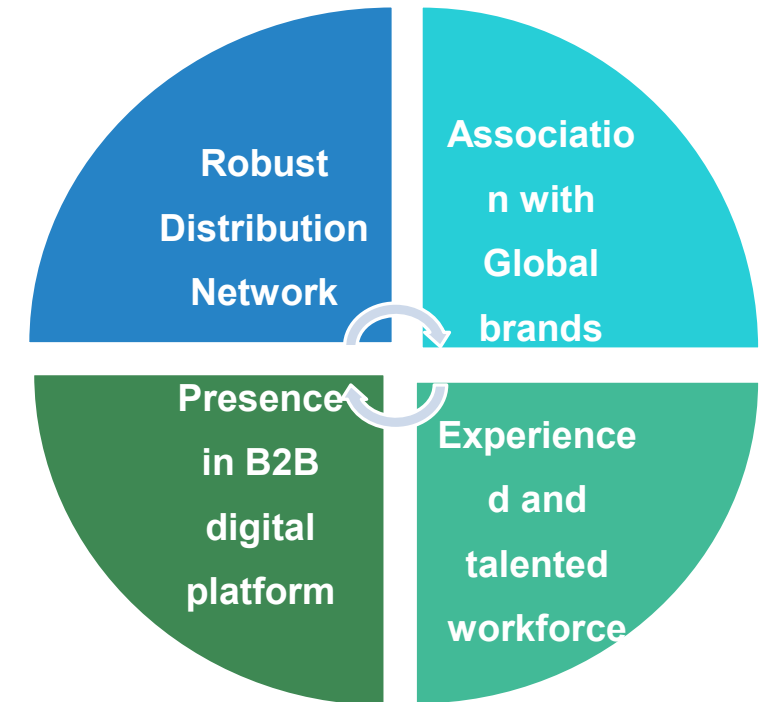 Robust
Distribution
Network
Associatio
n with
Global
brands
Presence
in B2B
digital
platform
Experience
d and
talented
workforce